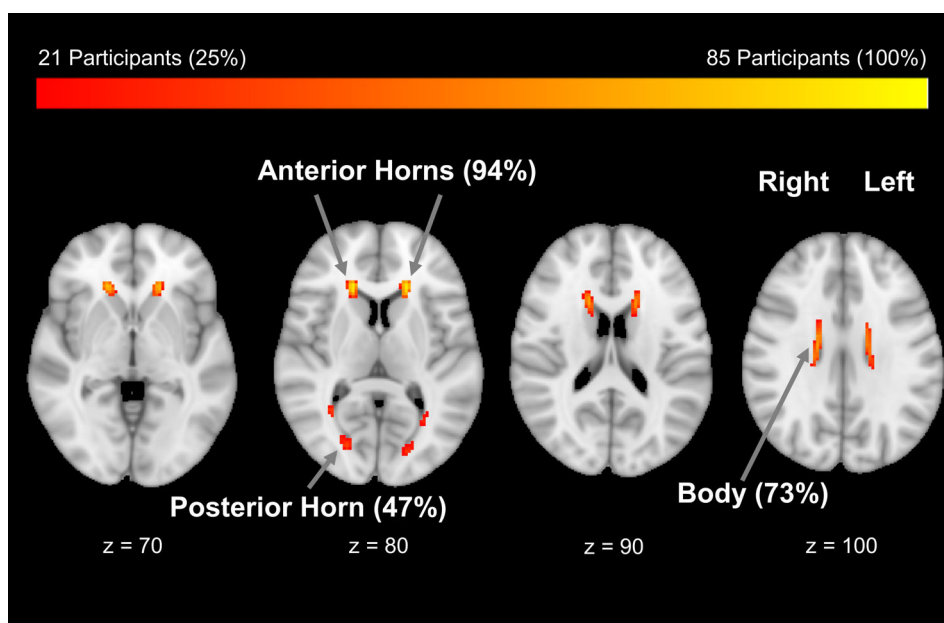 21 Participants (25%) 85 Participants (100%)
Anterior Horns (94%)
Right Left
Posterior Horn (47%)
Body (73%)
z = 70 z = 80 z = 90 z = 100